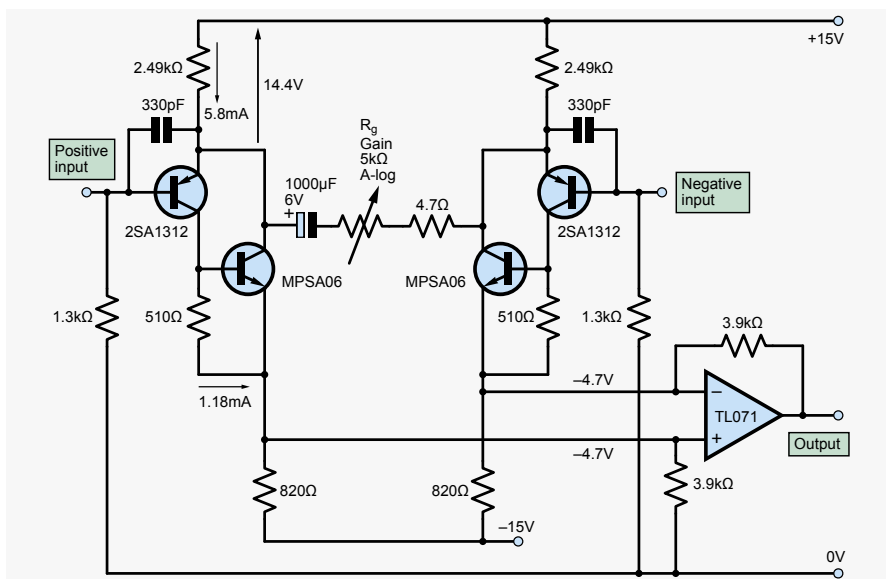 +15V
2.49kΩ
14.4V
5.8mA
2.49kΩ
330pF
330pF
Positive
input
Rg
Gain
5kΩ
A-log
Negative
input
1000µF
6V
+
4.7Ω
2SA1312
2SA1312
MPSA06
MPSA06
1.3kΩ
510Ω
510Ω
1.3kΩ
3.9kΩ
1.18mA
–4.7V
–
TL071
+
Output
–4.7V
820Ω
820Ω
3.9kΩ
–15V
0V